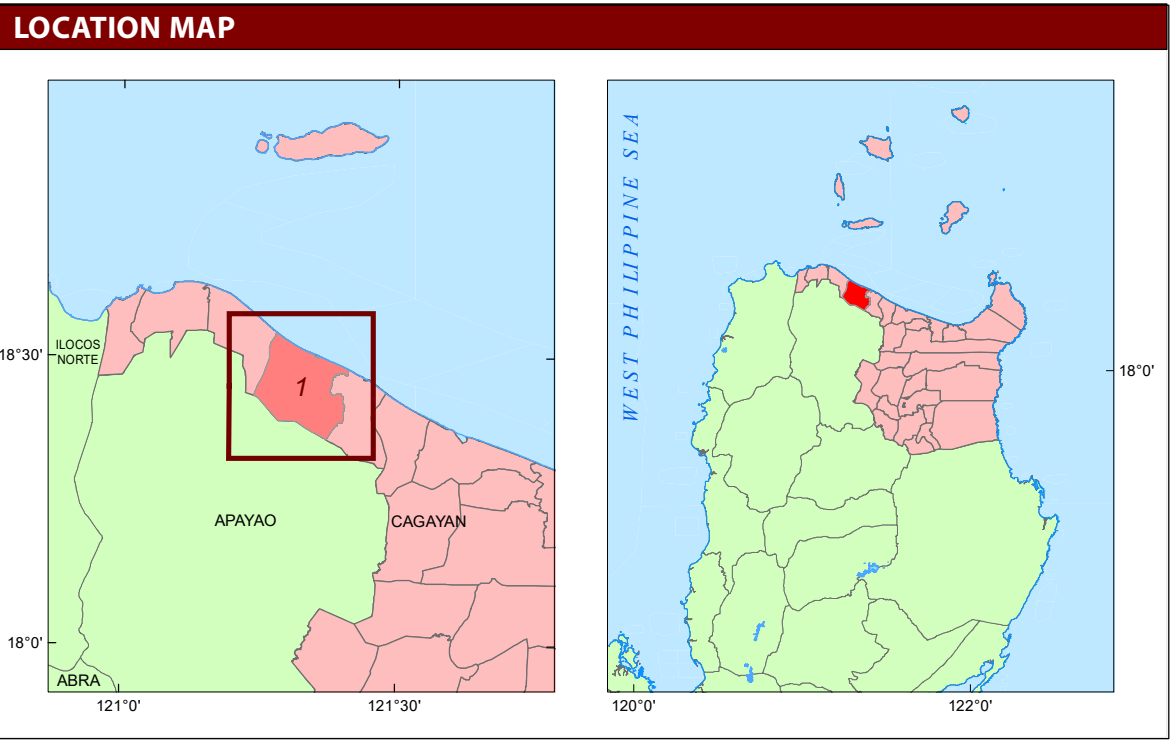 LOCATION MAP
ILOCOS
NORTE
18°30'
1
APAYAO
CAGAYAN
18°0'
ABRA
121°0'
121°30'
WEST PHILIPPINE SEA
18°0'
120°0'
122°0'